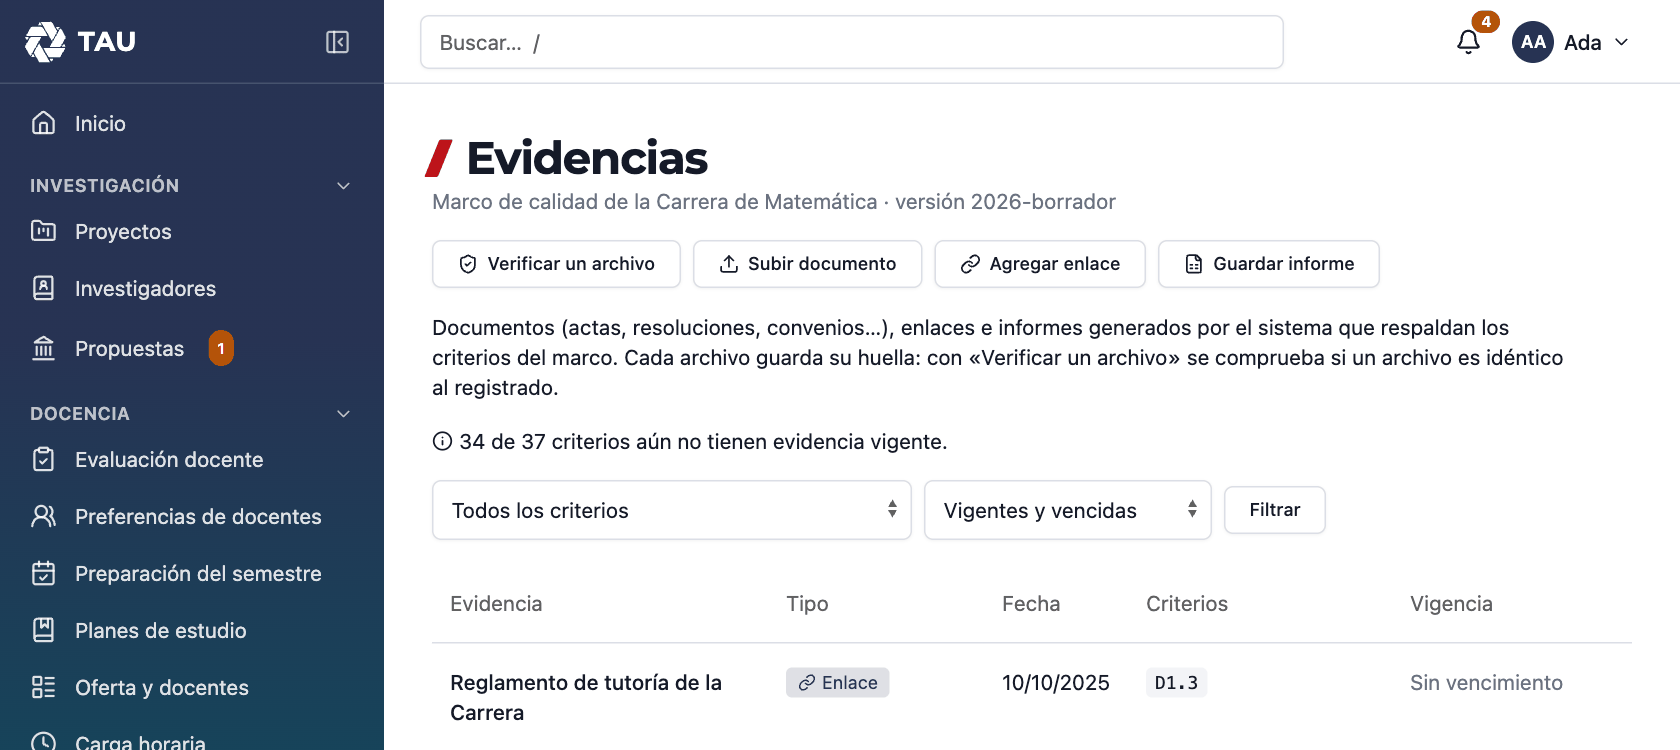 TAU
Buscar... /
4
AA Ada
Inicio
INVESTIGACIÓN
Proyectos
Investigadores
Propuestas 1
DOCENCIA
Evaluación docente
Preferencias de docentes
Preparación del semestre
Planes de estudio
Oferta y docentes
Carga horaria
Evidencias
Marco de calidad de la Carrera de Matemática · versión 2026-borrador
Verificar un archivo
Subir documento
Agregar enlace
Guardar informe
Documentos (actas, resoluciones, convenios...), enlaces e informes generados por el sistema que respaldan los
criterios del marco. Cada archivo guarda su huella: con «Verificar un archivo» se comprueba si un archivo es idéntico
al registrado.
34 de 37 criterios aún no tienen evidencia vigente.
Todos los criterios
Vigentes y vencidas
Filtrar
Evidencia Tipo Fecha Criterios Vigencia
Reglamento de tutoría de la Enlace 10/10/2025 D1.3 Sin vencimiento
Carrera